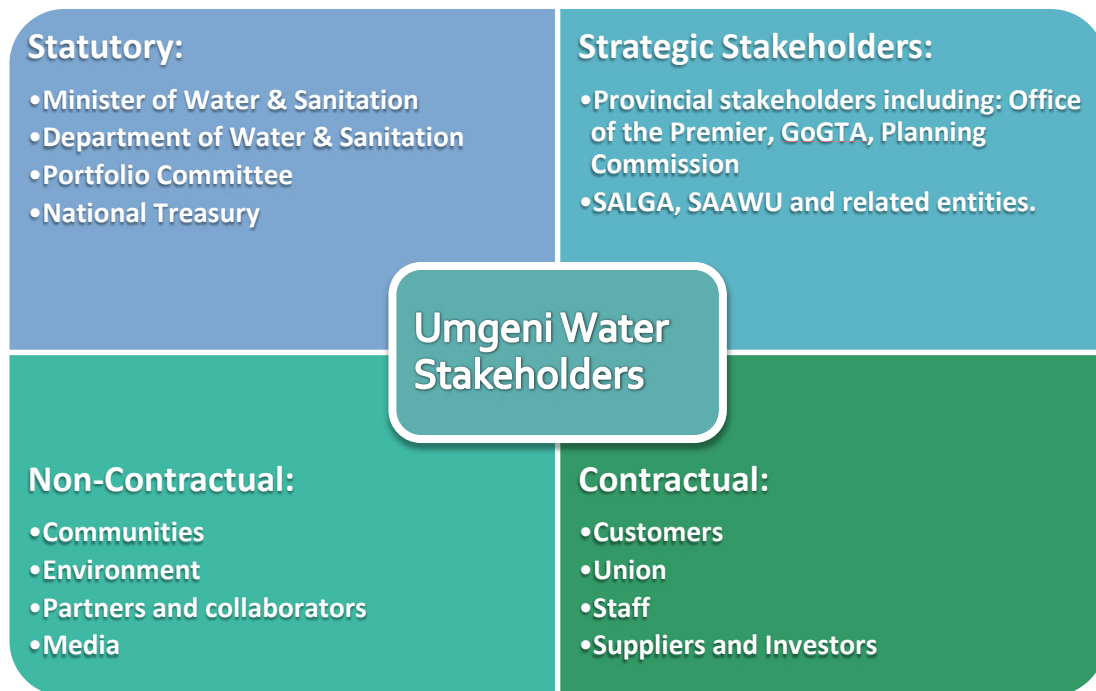 Statutory:
•Minister of Water & Sanitation
•Department of Water & Sanitation
•Portfolio Committee
•National Treasury
Strategic Stakeholders:
•Provincial stakeholders including: Office
of the Premier, GoGTA, Planning
Commission
•SALGA, SAAWU and related entities.
Umgeni Water
Stakeholders
Non-Contractual:
•Communities
•Environment
•Partners and collaborators
•Media
Contractual:
•Customers
•Union
•Staff
•Suppliers and Investors